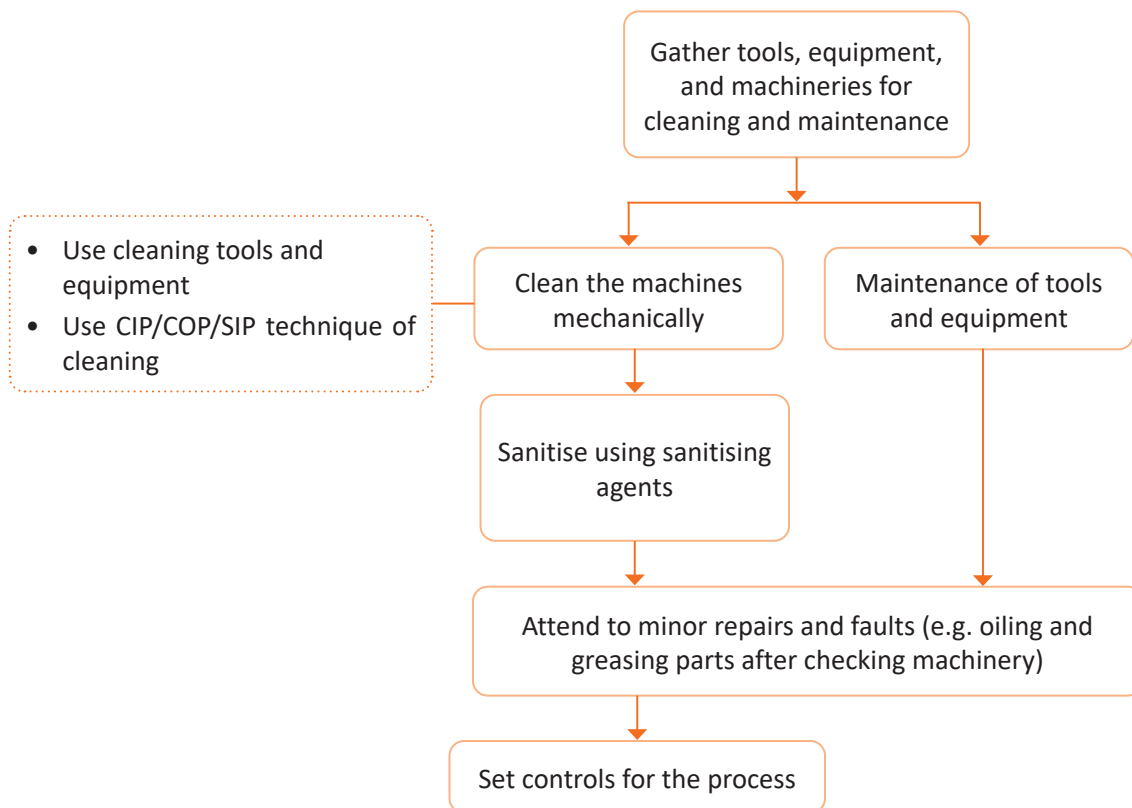 Gather tools, equipment,
and machineries for
cleaning and maintenance
• Use cleaning tools and
equipment
• Use CIP/COP/SIP technique of
cleaning
Clean the machines
mechanically
Maintenance of tools
and equipment
Sanitise using sanitising
agents
Attend to minor repairs and faults (e.g. oiling and
greasing parts after checking machinery)
Set controls for the process